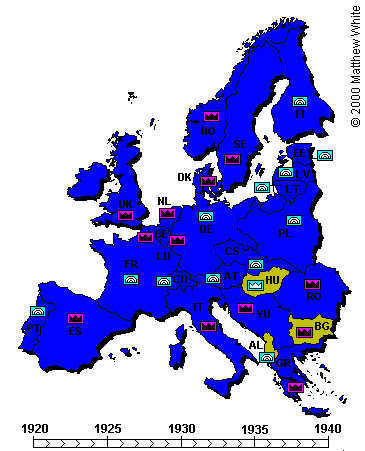 © 2000 Matthew White
FI
NO
SE
EE
LV
LT
DK
NL
UK
DE
PL
BE
LU
CS
FR
CH
AT
HU
RO
IT
YU
PT
ES
BG
AL
GR
1920 1925 1930 1935 1940